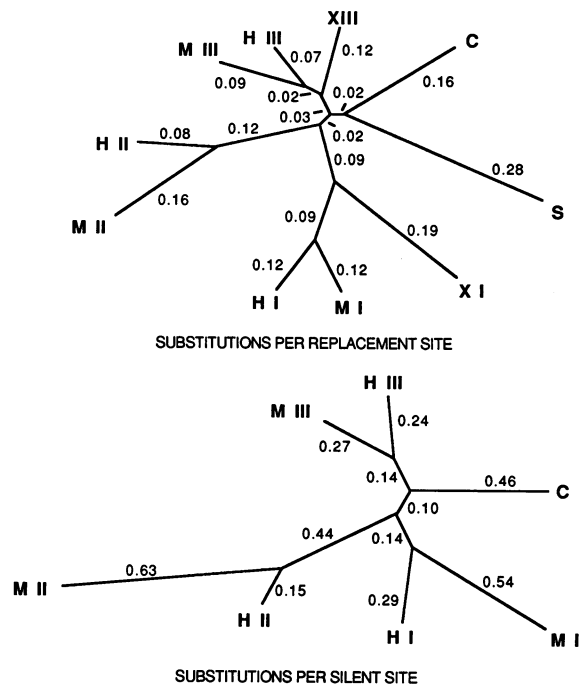 XIII
H III
C
M III
0.07
0.12
0.09
0.02
0.02
0.16
0.03
0.02
H II
0.08
0.12
0.09
0.28
0.16
M II
S
0.09
0.19
0.12
0.12
X I
H I
M I
SUBSTITUTIONS PER REPLACEMENT SITE
H III
M III
0.24
0.27
0.14
0.46
C
0.10
0.44
0.14
0.63
M II
0.15
0.54
H II
0.29
H I
M I
SUBSTITUTIONS PER SILENT SITE